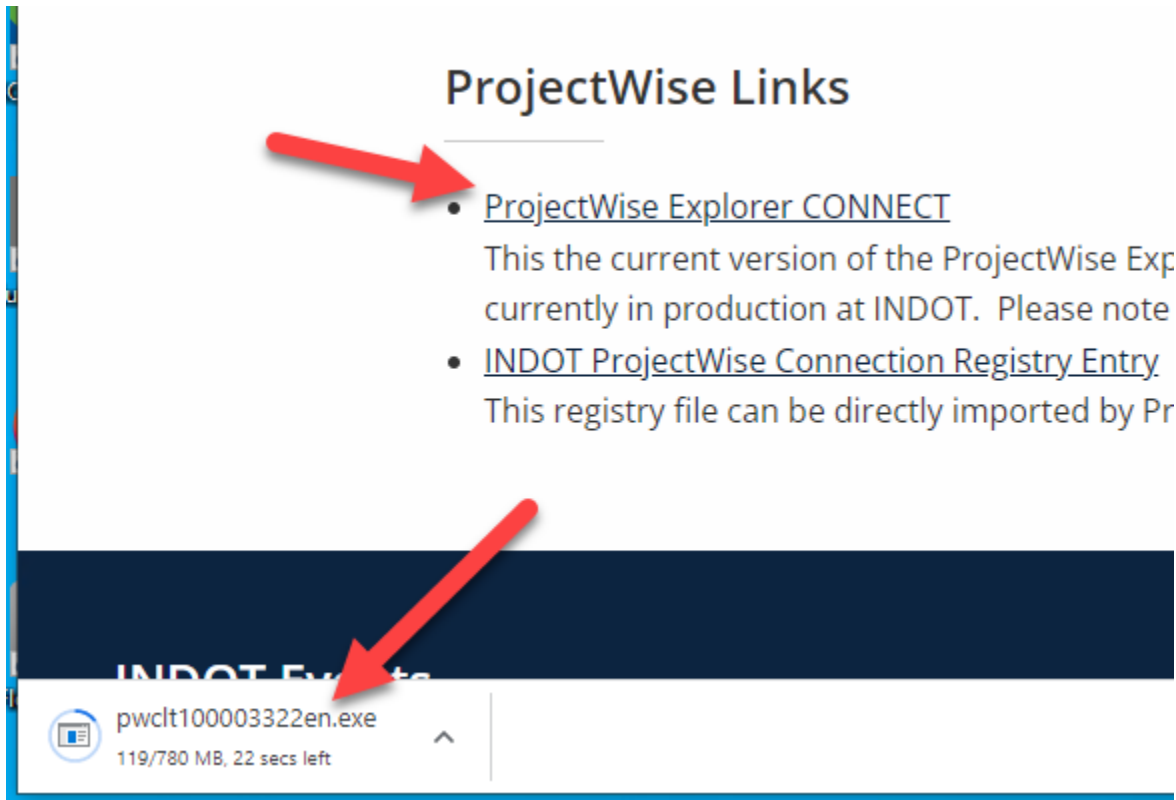 ProjectWise Links
ProjectWise Explorer CONNECT
This the current version of the ProjectWise Exp
currently in production at INDOT. Please note
INDOT ProjectWise Connection Registry Entry
This registry file can be directly imported by Pr
INDOT Events
pwclt100003322en.exe
119/780 MB, 22 secs left